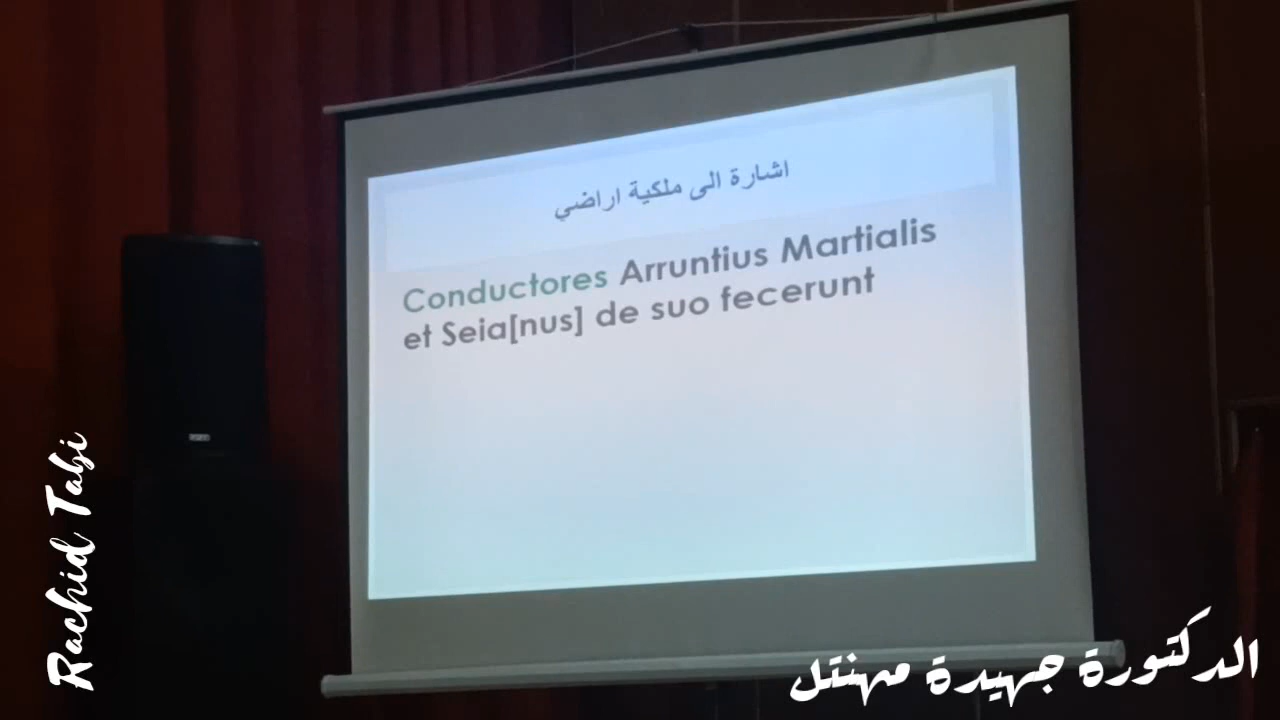 اشارة الى ملكية اراضي
Conductores Arruntius Martialis
et Seia[nus] de suo fecerunt
Rachid Tabi
الدكتورة جهيدة مهنتل